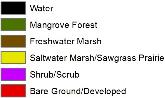 Water
Mangrove Forest
Freshwater Marsh
Saltwater Marsh/Sawgrass Prairie
Shrub/Scrub
Bare Ground/Developed